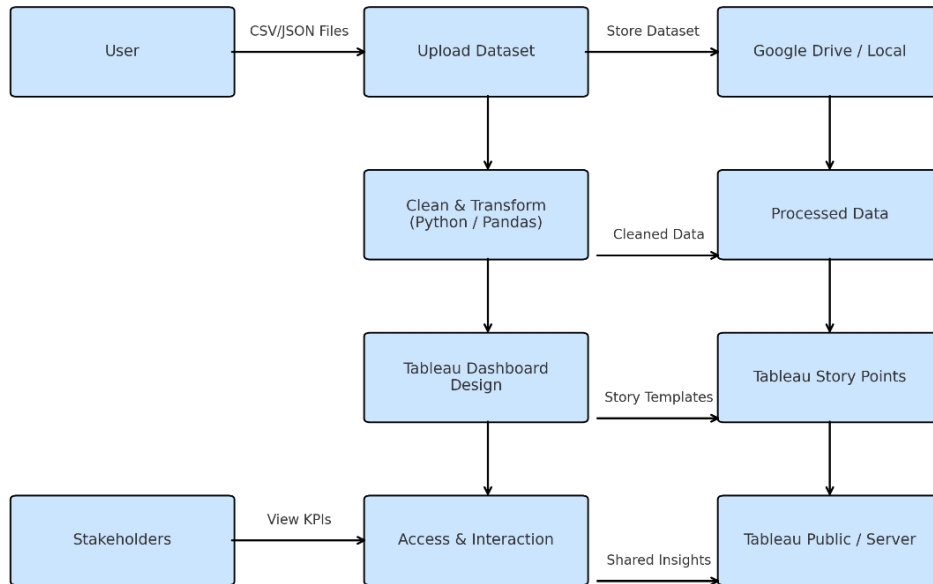 User
CSV/JSON Files
Upload Dataset
Store Dataset
Google Drive / Local
Clean & Transform
(Python / Pandas)
Cleaned Data
Processed Data
Tableau Dashboard
Design
Story Templates
Tableau Story Points
Stakeholders
View KPIs
Access & Interaction
Shared Insights
Tableau Public / Server